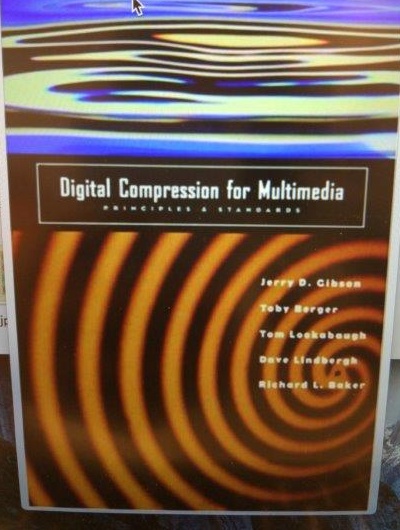 Digital Compression for Multimedia
PRINCIPLES & STANDARDS
Jerry D. Gibson
Toby Berger
Tom Lookabaugh
Dave Lindbergh
Richard L. Baker